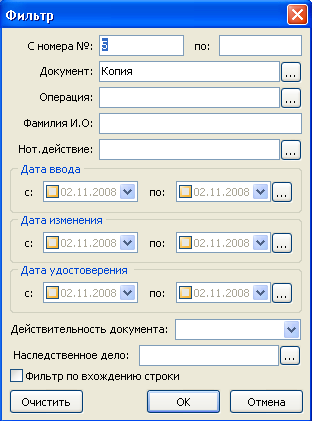 Фильтр
С номера №: 5 по:
Документ: Копия ...
Операция: ...
Фамилия И.О:
Нот.действие: ...
Дата ввода
с: 02.11.2008 по: 02.11.2008 ...
Дата изменения
с: 02.11.2008 по: 02.11.2008 ...
Дата удостоверения
с: 02.11.2008 по: 02.11.2008 ...
Действительность документа:
Наследственное дело: ...
Фильтр по вхождению строки
Очистить OK Отмена